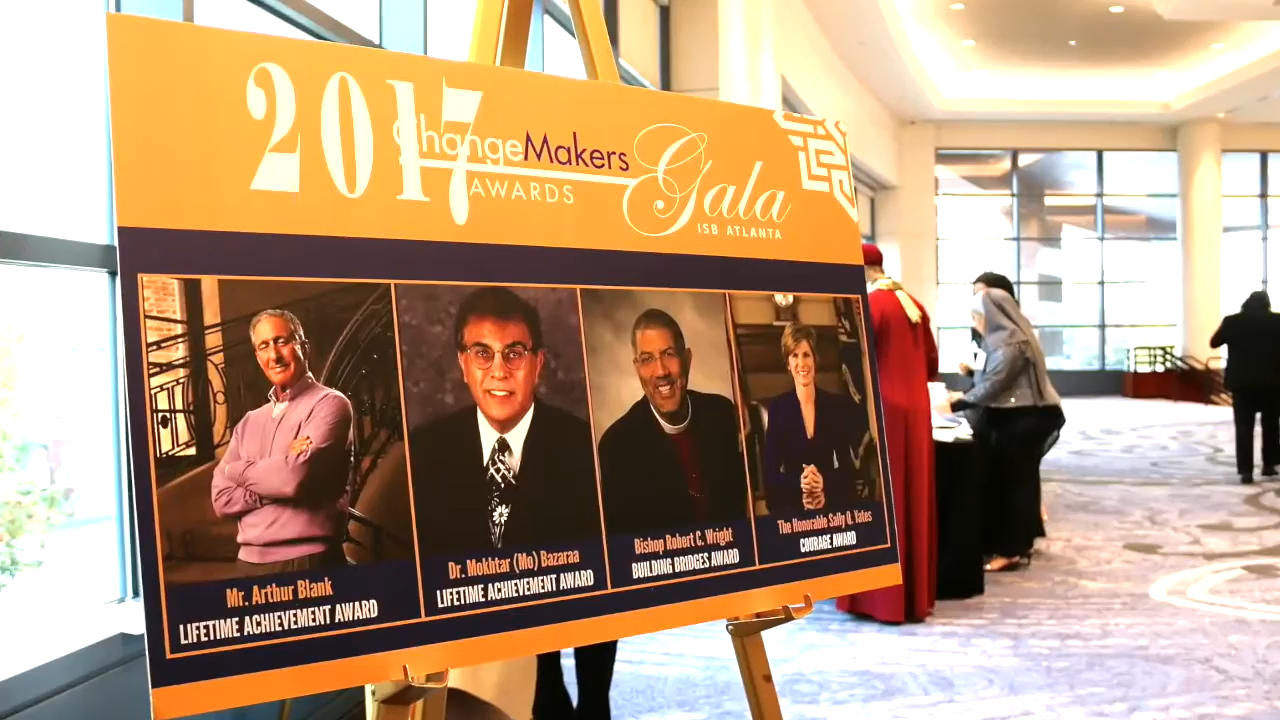 2017 ChangeMakers
AWARDS
Gala
ISB ATLANTA
Mr. Arthur Blank
LIFETIME ACHIEVEMENT AWARD
Dr. Mokhtar (Mo) Bazaraa
LIFETIME ACHIEVEMENT AWARD
Bishop Robert C. Wright
BUILDING BRIDGES AWARD
The Honorable Sally Q. Yates
COURAGE AWARD